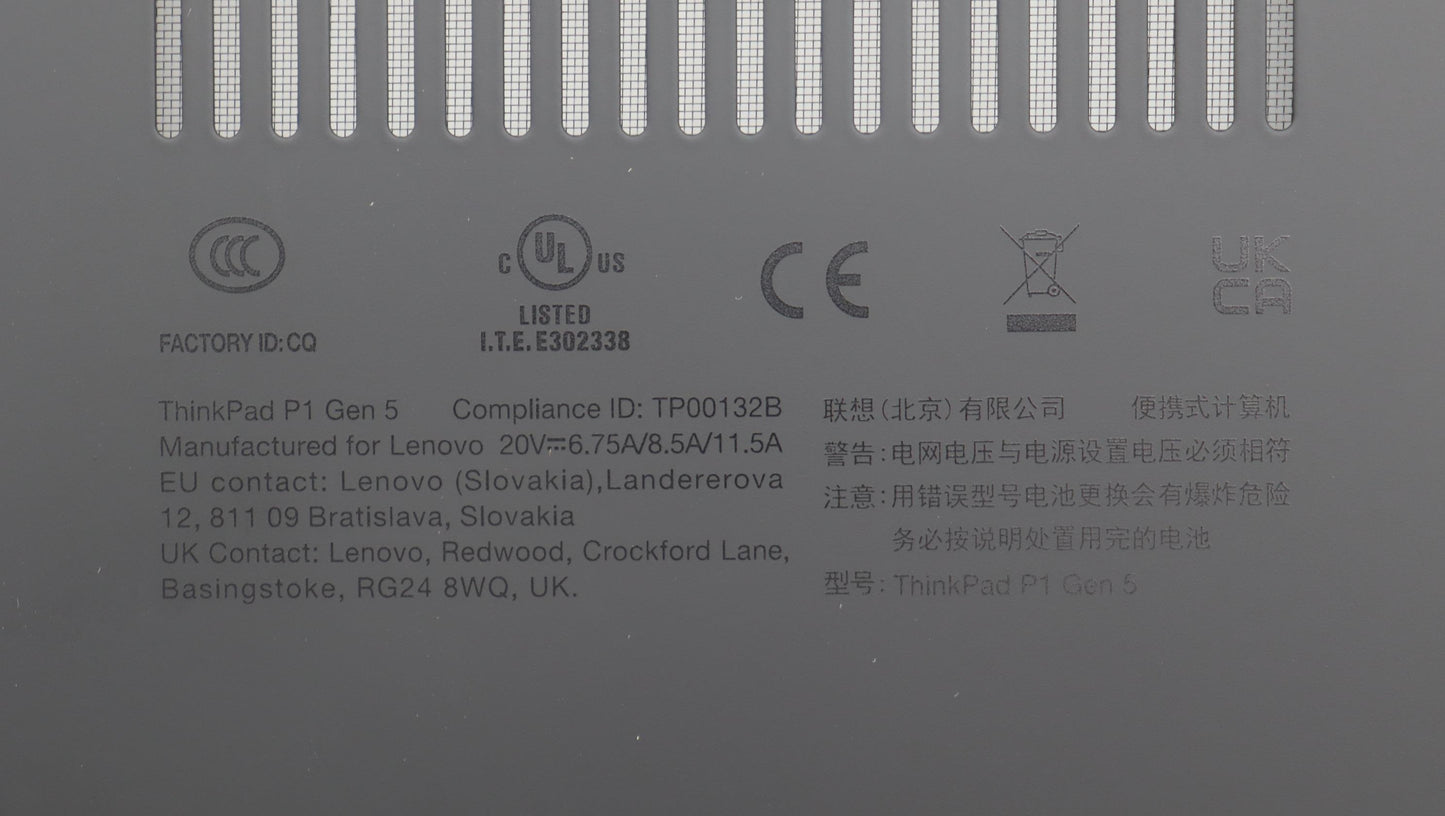 CCC
FACTORY ID: CQ
C UL US
LISTED
I.T.E. E302338
CE
UK
CA
ThinkPad P1 Gen 5 Compliance ID: TP00132B
Manufactured for Lenovo 20V⎓6.75A/8.5A/11.5A
EU contact: Lenovo (Slovakia),Landererova
12, 811 09 Bratislava, Slovakia
UK Contact: Lenovo, Redwood, Crockford Lane,
Basingstoke, RG24 8WQ, UK.
联想(北京)有限公司 便携式计算机
警告:电网电压与电源设置电压必须相符
注意:用错误型号电池更换会有爆炸危险
务必按说明处置用完的电池
型号: ThinkPad P1 Gen 5